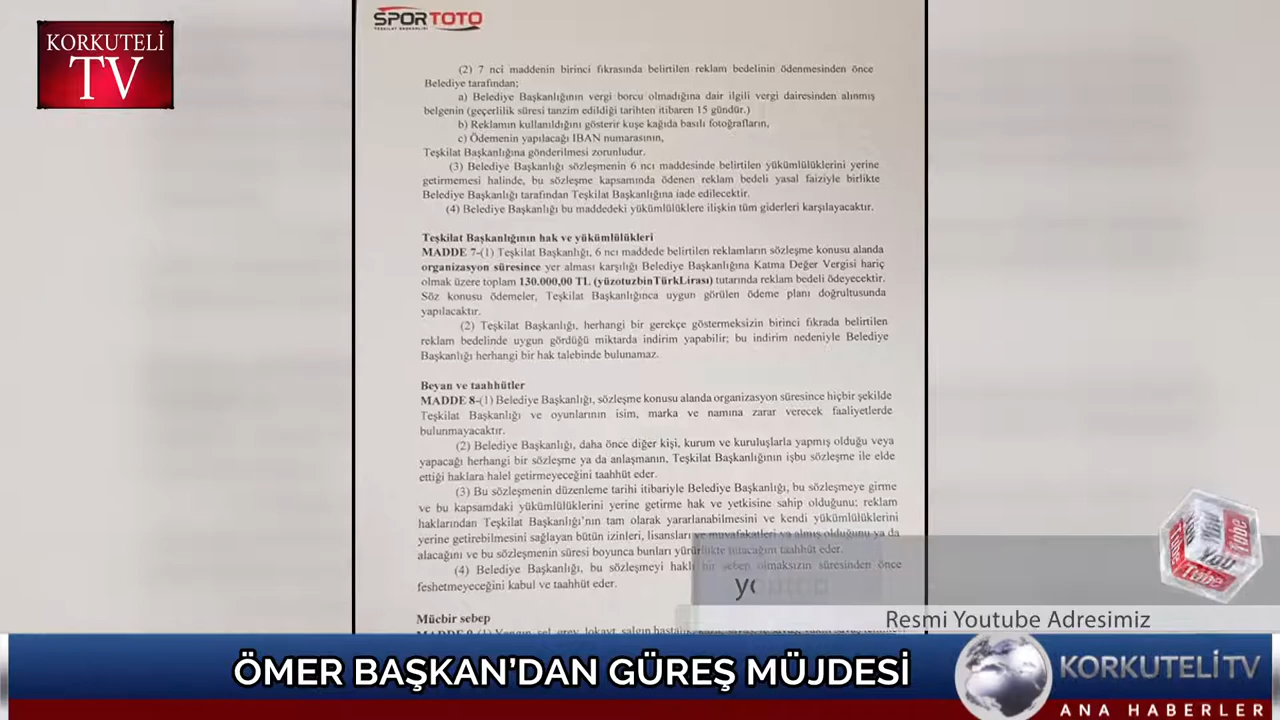 SPORTOTO
TEŞKİLAT BAŞKANLIĞI
KORKUTELİ
TV
(2) 7 nci maddenin birinci fıkrasında belirtilen reklam bedelinin ödenmesinden önce
Belediye tarafından;
a) Belediye Başkanlığının vergi borcu olmadığına dair ilgili vergi dairesinden alınmış
belgenin (geçerlilik süresi tanzim edildiği tarihten itibaren 15 gündür.)
b) Reklamın kullanıldığını gösterir kuşe kağıda basılı fotoğrafların,
c) Ödemenin yapılacağı IBAN numarasının,
Teşkilat Başkanlığına gönderilmesi zorunludur.
(3) Belediye Başkanlığı sözleşmenin 6 ncı maddesinde belirtilen yükümlülüklerini yerine
getirmemesi halinde, bu sözleşme kapsamında ödenen reklam bedeli yasal faiziyle birlikte
Belediye Başkanlığı tarafından Teşkilat Başkanlığına iade edilecektir.
(4) Belediye Başkanlığı bu maddedeki yükümlülüklere ilişkin tüm giderleri karşılayacaktır.
Teşkilat Başkanlığının hak ve yükümlülükleri
MADDE 7-(1) Teşkilat Başkanlığı, 6 ncı maddede belirtilen reklamların sözleşme konusu alanda
organizasyon süresince yer alması karşılığı Belediye Başkanlığına Katma Değer Vergisi hariç
olmak üzere toplam 130.000,00 TL (yüzotuzbinTürkLirası) tutarında reklam bedeli ödeyecektir.
Söz konusu ödemeler, Teşkilat Başkanlığınca uygun görülen ödeme planı doğrultusunda
yapılacaktır.
(2) Teşkilat Başkanlığı, herhangi bir gerekçe göstermeksizin birinci fıkrada belirtilen
reklam bedelinde uygun gördüğü miktarda indirim yapabilir; bu indirim nedeniyle Belediye
Başkanlığı herhangi bir hak talebinde bulunamaz.
Beyan ve taahhütler
MADDE 8-(1) Belediye Başkanlığı, sözleşme konusu alanda organizasyon süresince hiçbir şekilde
Teşkilat Başkanlığı ve oyunlarının isim, marka ve namına zarar verecek faaliyetlerde
bulunmayacaktır.
(2) Belediye Başkanlığı, daha önce diğer kişi, kurum ve kuruluşlarla yapmış olduğu veya
yapacağı herhangi bir sözleşme ya da anlaşmanın, Teşkilat Başkanlığının işbu sözleşme ile elde
ettiği haklara halel getirmeyeceğini taahhüt eder.
(3) Bu sözleşmenin düzenleme tarihi itibariyle Belediye Başkanlığı, bu sözleşmeye girme
ve bu kapsamdaki yükümlülüklerini yerine getirme hak ve yetkisine sahip olduğunu; reklam
haklarından Teşkilat Başkanlığı'nın tam olarak yararlanabilmesini ve kendi yükümlülüklerini
yerine getirebilmesini sağlayan bütün izinleri, lisansları ve muvafakatleri ya almış olduğunu ya da
alacağını ve bu sözleşmenin süresi boyunca bunları yürürlükte tutacağını taahhüt eder.
(4) Belediye Başkanlığı, bu sözleşmeyi haklı bir sebep olmaksızın süresinden önce
feshetmeyeceğini kabul ve taahhüt eder.
Mücbir sebep
MADDE 9-(1) Yangın, sel, grev, lokavt, salgın hastalık
Resmi Youtube Adresimiz
ÖMER BAŞKAN'DAN GÜREŞ MÜJDESİ
KORKUTELİTV
ANA HABERLER
You Tube